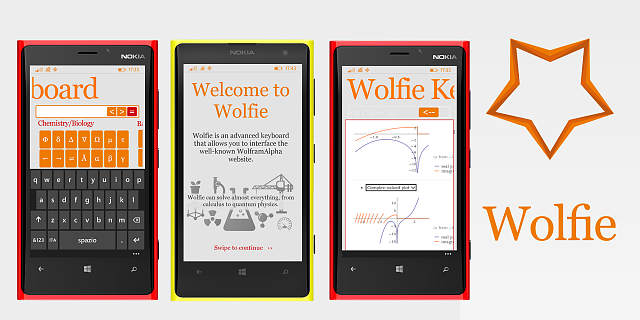 NOKIA
17:35
board
< > =
Chemistry/Biology
Φ δ Δ ∇ Ω μ τ
← → = Å α β γ
q w e r t y u i o p
a s d f g h j k l
z x c v b n m
&123 ITA spazio .
NOKIA
17:43
Welcome to
Wolfie
Wolfie is an advanced keyboard
that allows you to interface the
well-known WolframAlpha
website.
Wolfie can solve almost everything, from
calculus to quantum physics.
Swipe to continue >>
NOKIA
17:35
Wolfie Ke
<--
Complex-valued plot
Wolfie